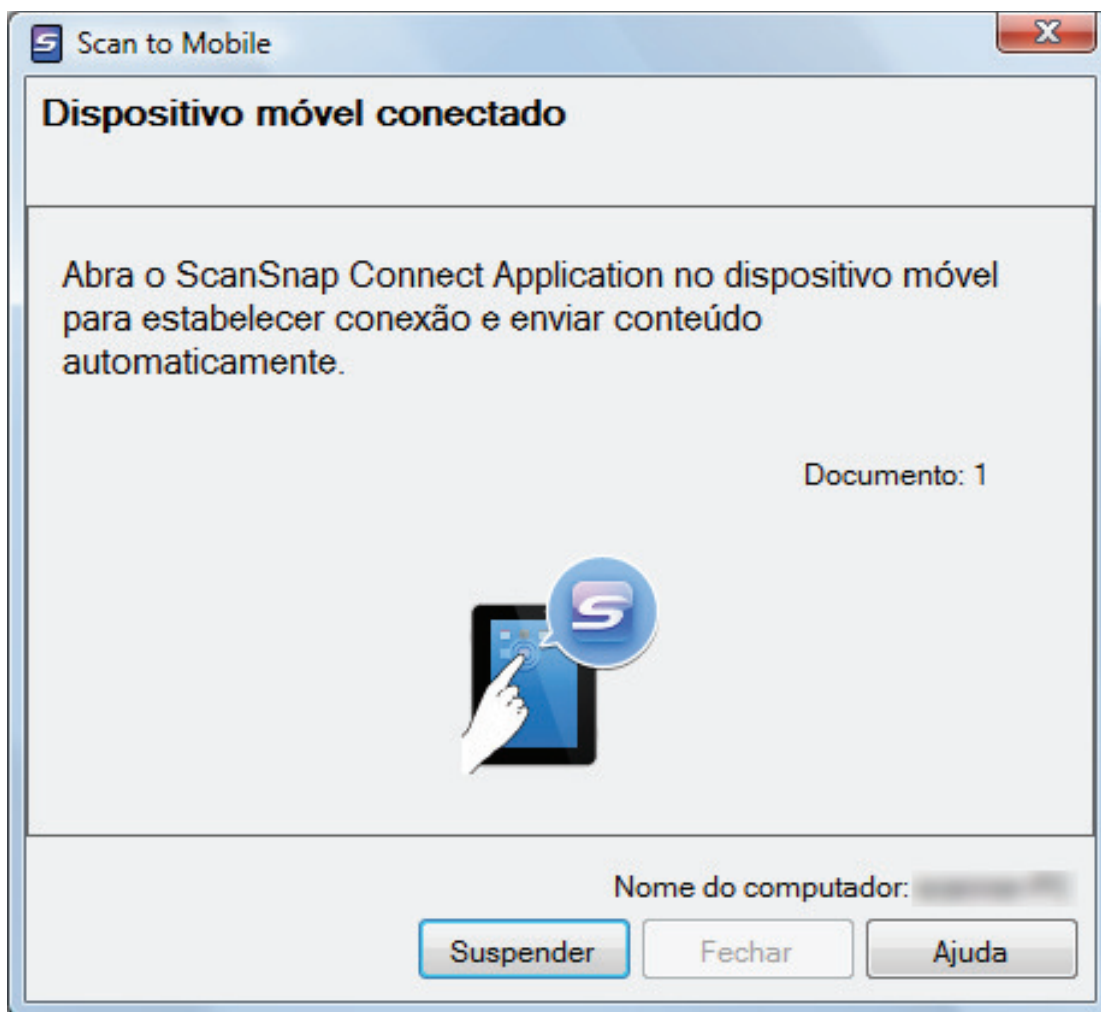 Scan to Mobile
Dispositivo móvel conectado
Abra o ScanSnap Connect Application no dispositivo móvel
para estabelecer conexão e enviar conteúdo
automaticamente.
Documento: 1
Nome do computador:
Suspender
Fechar
Ajuda